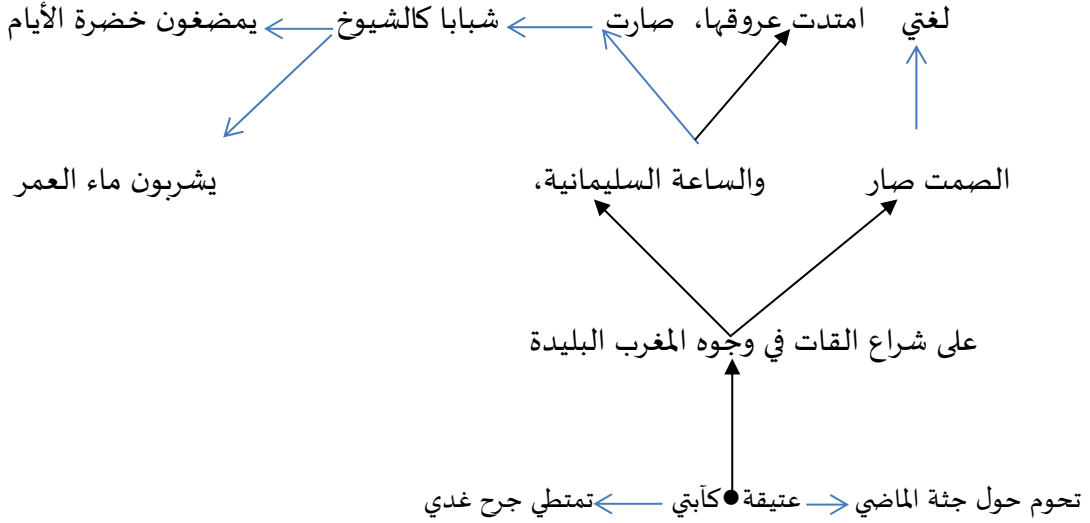 لغتي امتدت عروقها، صارت شبابا كالشيوخ يمضغون خضرة الأيام
الصمت صار والساعة السليمانية، يشربون ماء العمر
على شراع القات في وجوه المغرب البليدة
تحوم حول جثة الماضي عتيقة كآبتي تمتطي جرح غدي